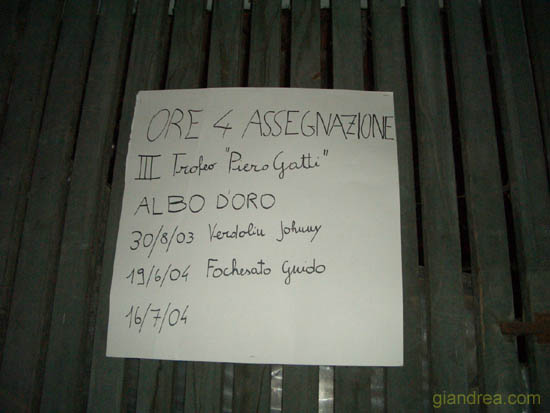 ORE 4 ASSEGNAZIONE
III Trofeo "Piero Gatti"
ALBO D'ORO
30/8/03 Verdolin Johnny
19/6/04 Fochesato Guido
16/7/04
giandrea.com